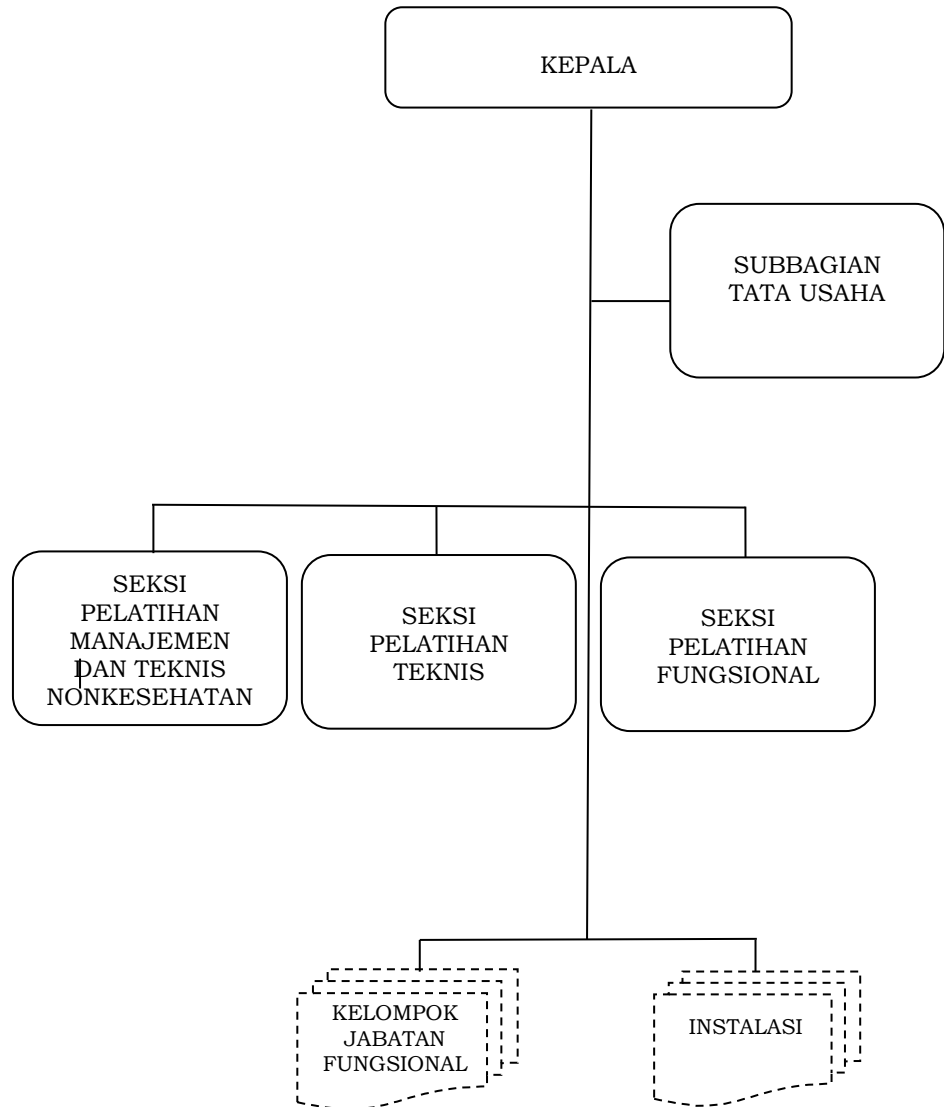 KEPALA
SUBBAGIAN
TATA USAHA
SEKSI
PELATIHAN
MANAJEMEN
DAN TEKNIS
NONKESEHATAN
SEKSI
PELATIHAN
TEKNIS
SEKSI
PELATIHAN
FUNGSIONAL
KELOMPOK
JABATAN
FUNGSIONAL
INSTALASI